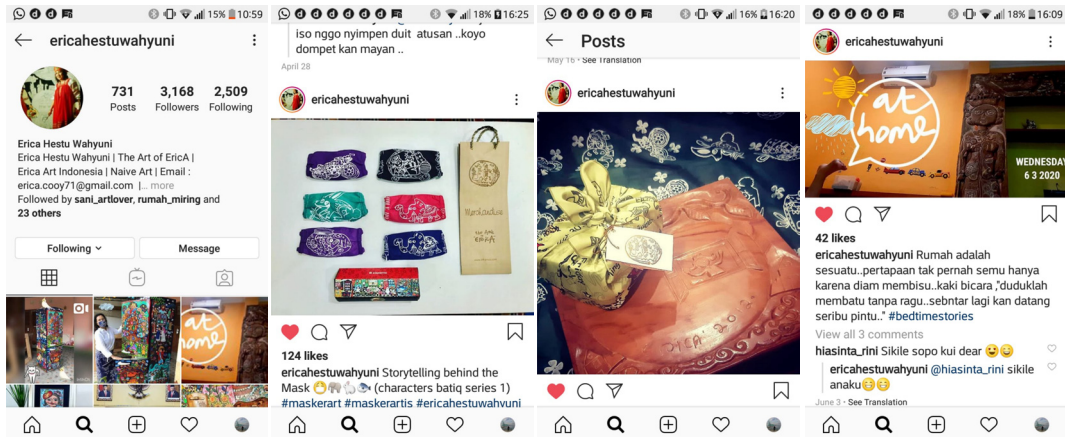 15% 10:59
ericahestuwahyuni
731 3,168 2,509
Posts Followers Following
Erica Hestu Wahyuni
Erica Hestu Wahyuni | The Art of EricA |
Erica Art Indonesia | Naive Art | Email :
erica.cooy71@gmail.com |... more
Followed by sani_artlover, rumah_miring and
23 others
Following Message
at home
18% 16:25
iso nggo nyimpen duit atusan ..koyo
dompet kan mayan ..
April 28
ericahestuwahyuni
Merchandise
124 likes
ericahestuwahyuni Storytelling behind the
Mask (characters batiq series 1)
#maskerart #maskerartis #ericahestuwahyuni
16% 16:20
Posts
May 16 • See Translation
ericahestuwahyuni
18% 16:09
ericahestuwahyuni
at
home
WEDNESDAY
6 3 2020
42 likes
ericahestuwahyuni Rumah adalah
sesuatu..pertapaan tak pernah semu hanya
karena diam membisu..kaki bicara ,"duduklah
membatu tanpa ragu..sebntar lagi kan datang
seribu pintu.." #bedtimestories
View all 3 comments
hiasinta_rini Sikile sopo kui dear
ericahestuwahyuni @hiasinta_rini sikile
anaku
June 3 • See Translation